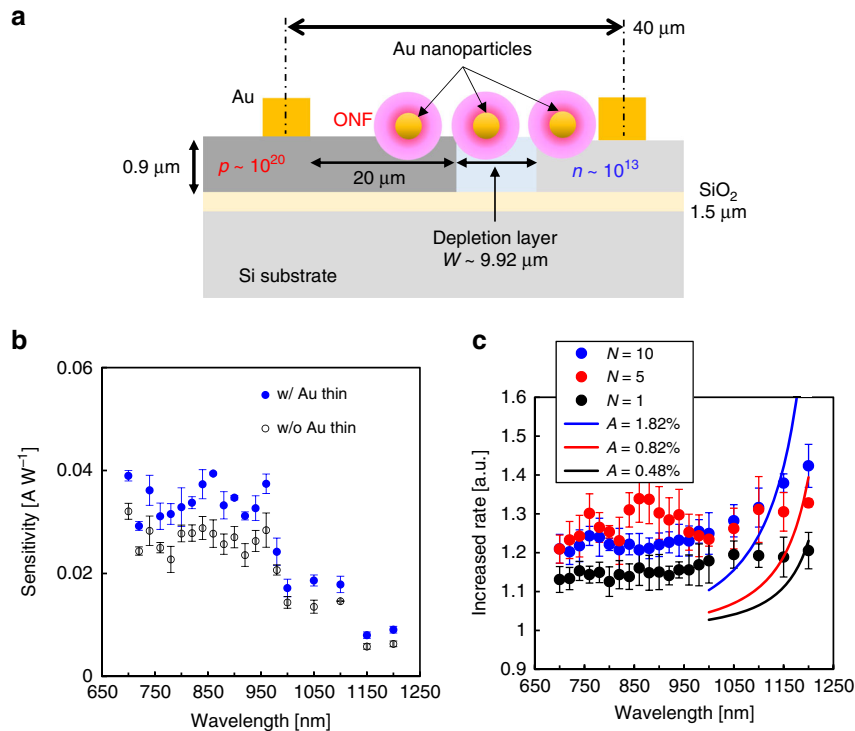 a
40 μm
Au nanoparticles
Au
ONF
0.9 μm
p ~ 10²⁰
20 μm
n ~ 10¹³
SiO₂
1.5 μm
Depletion layer
W ~ 9.92 μm
Si substrate
b
0.06
0.04
0.02
0
Sensitivity [A W⁻¹]
w/ Au thin
w/o Au thin
650 750 850 950 1050 1150 1250
Wavelength [nm]
c
N = 10
N = 5
N = 1
A = 1.82%
A = 0.82%
A = 0.48%
1.6
1.5
1.4
1.3
1.2
1.1
1
0.9
Increased rate [a.u.]
650 750 850 950 1050 1150 1250
Wavelength [nm]